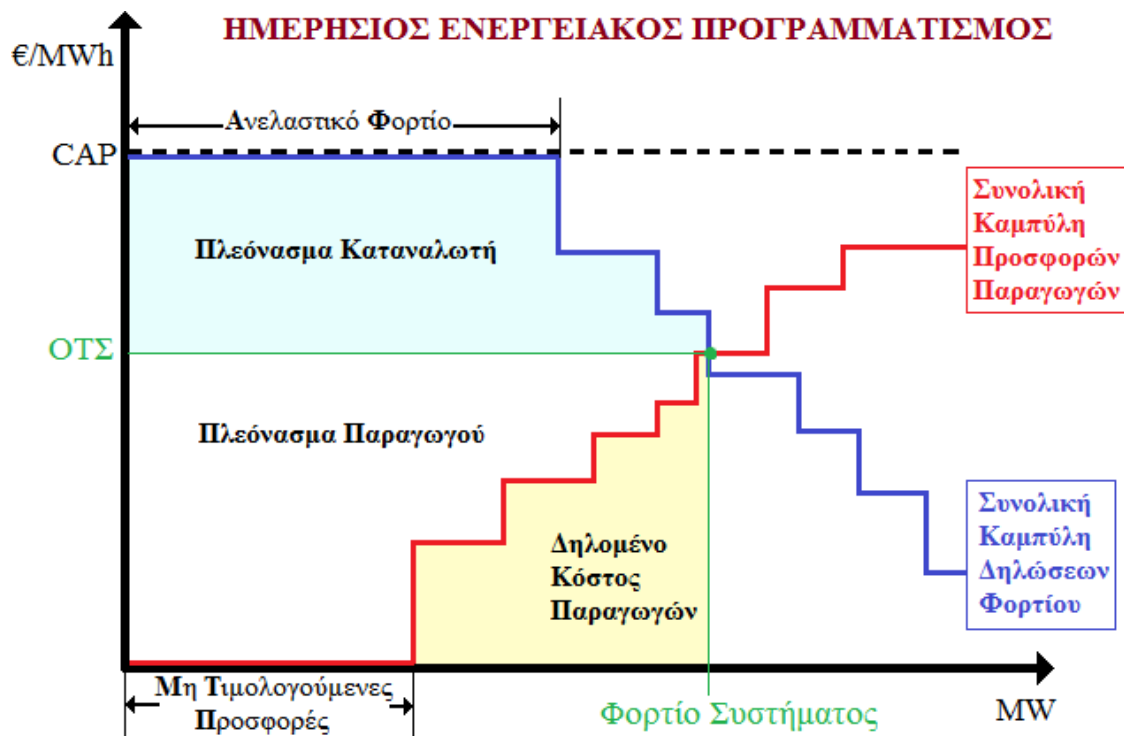 ΗΜΕΡΗΣΙΟΣ ΕΝΕΡΓΕΙΑΚΟΣ ΠΡΟΓΡΑΜΜΑΤΙΣΜΟΣ
€/MWh
Ανελαστικό Φορτίο
CAP
Συνολική
Καμπύλη
Προσφορών
Παραγωγών
Πλεόνασμα Καταναλωτή
ΟΤΣ
Πλεόνασμα Παραγωγού
Συνολική
Καμπύλη
Δηλώσεων
Φορτίου
Δηλομένο
Κόστος
Παραγωγών
Μη Τιμολογούμενες
Προσφορές
Φορτίο Συστήματος
MW